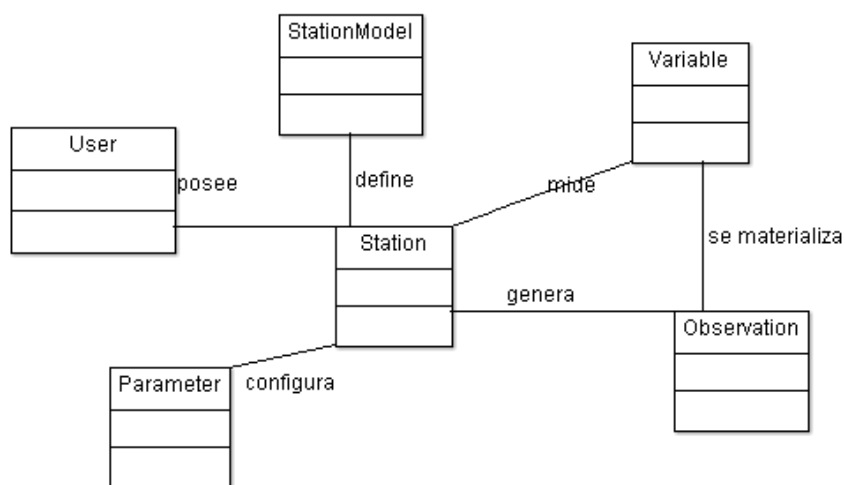 StationModel
Variable
User
posee
define
mide
Station
se materializa
genera
Observation
Parameter
configura